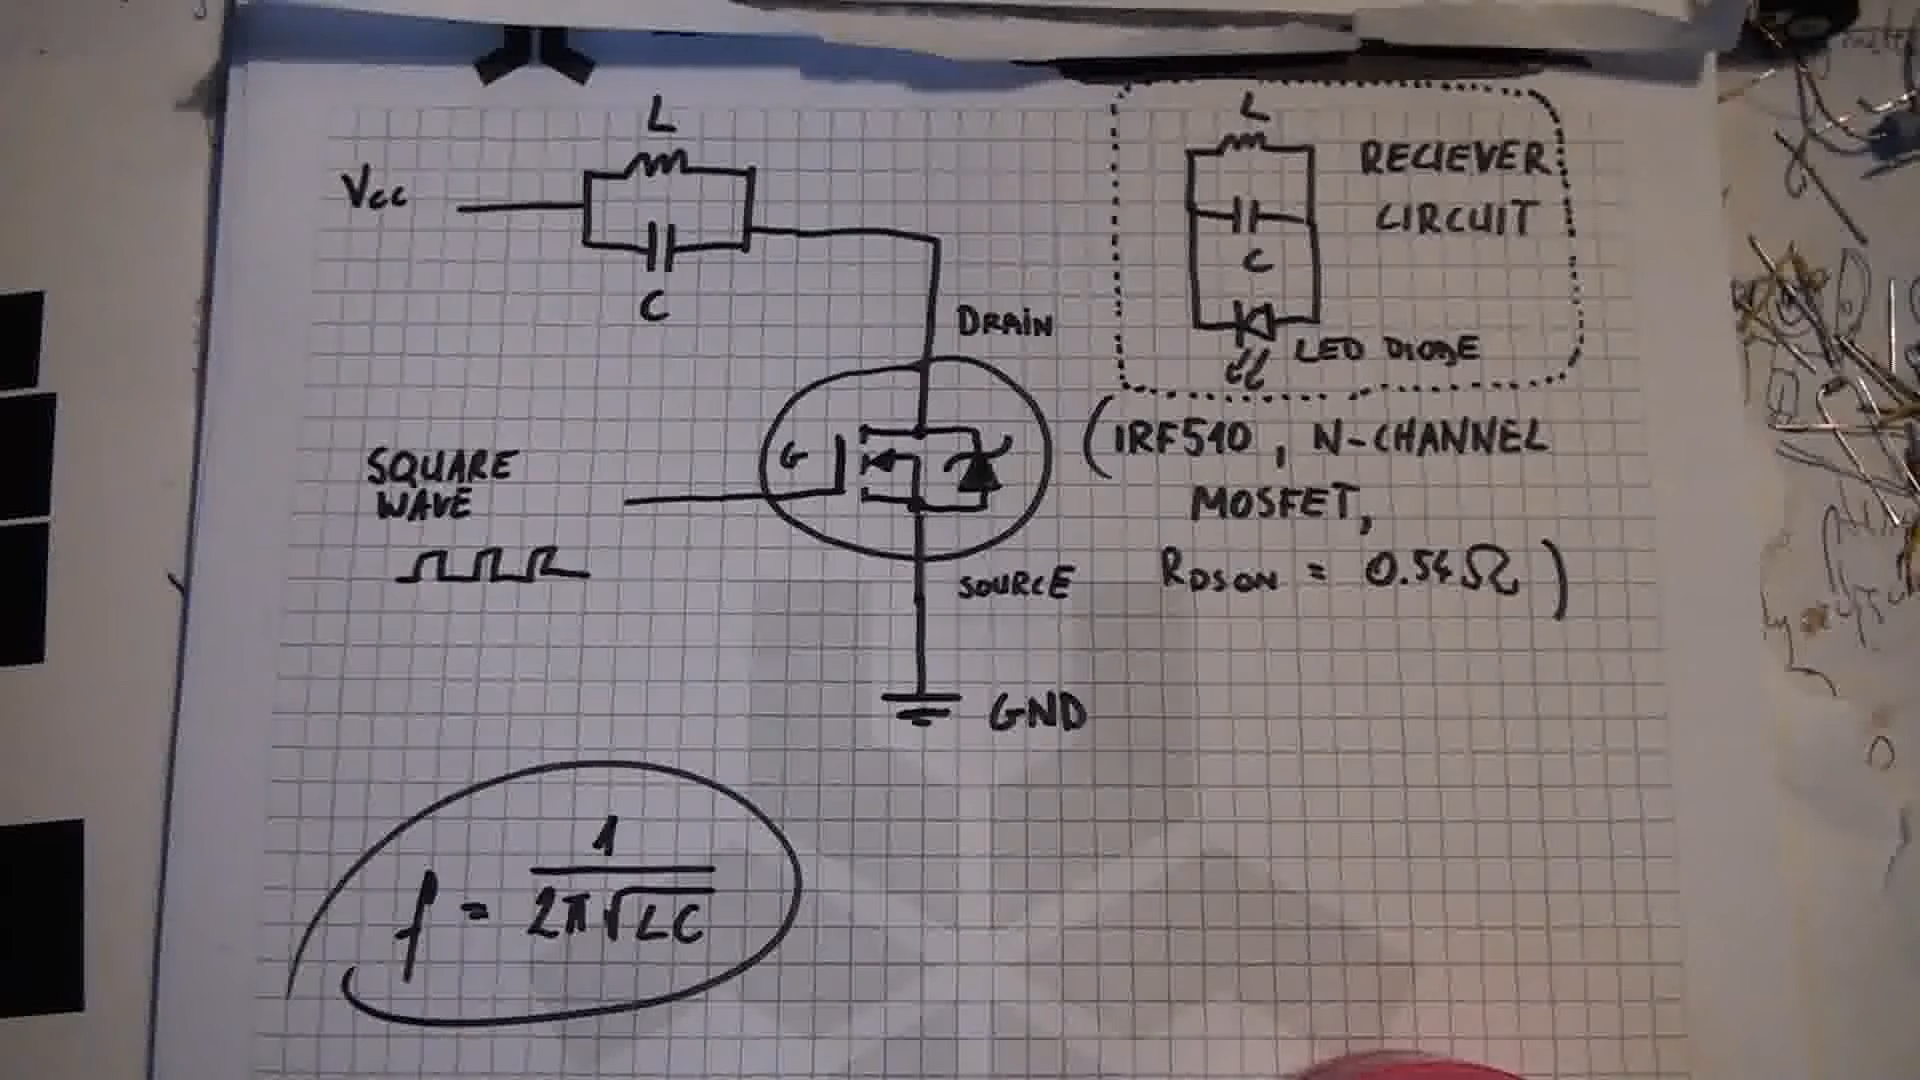 L
Vcc
C
DRAIN
SQUARE
WAVE
G
SOURCE
GND
L
C
RECIEVER
CIRCUIT
LED DIODE
(IRF510, N-CHANNEL
MOSFET,
RDSON = 0.54Ω)
f = 1 / 2π√LC